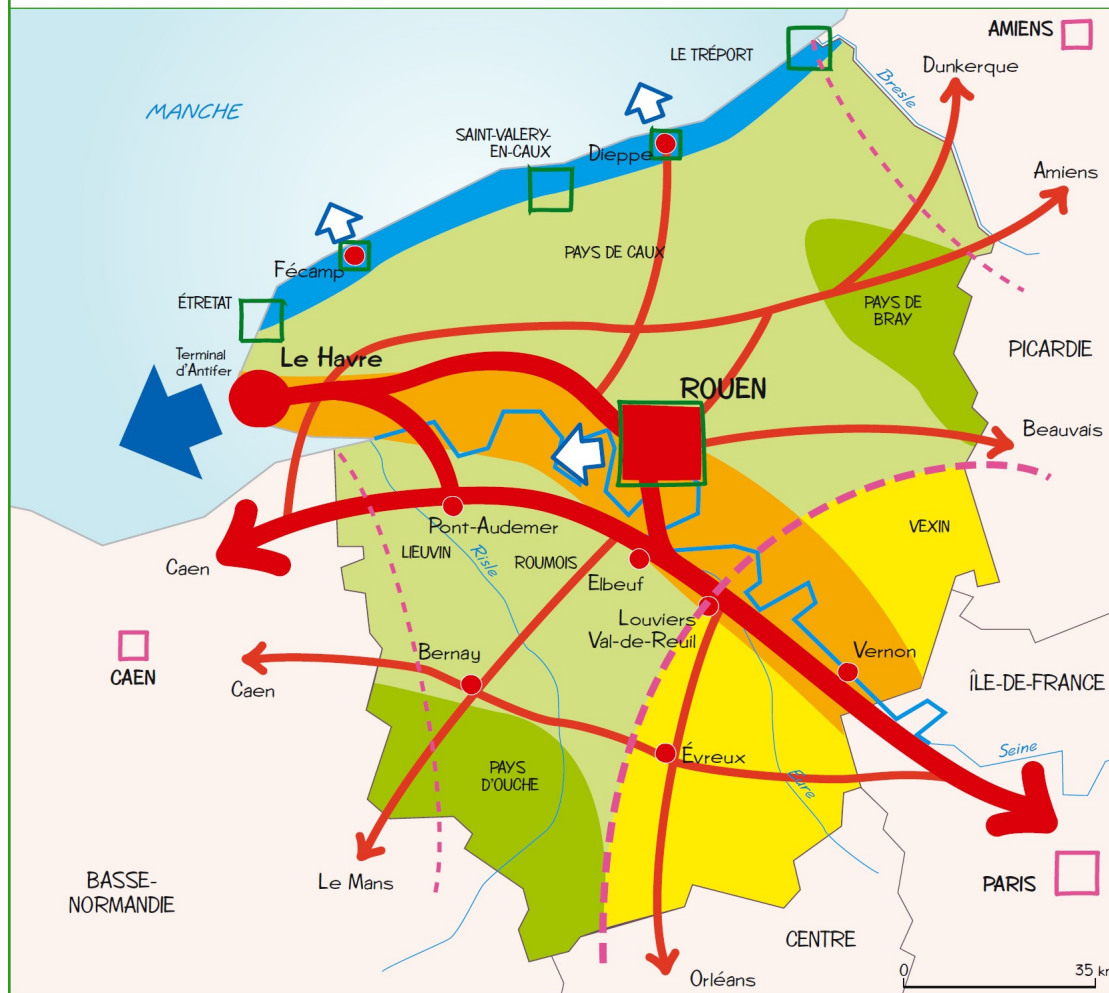 AMIENS
LE TRÉPORT
Dunkerque
Bresle
MANCHE
SAINT-VALERY-
EN-CAUX
Dieppe
Amiens
PAYS DE CAUX
Fécamp
ÉTRETAT
PAYS DE
BRAY
PICARDIE
Terminal
d'Antifer
Le Havre
ROUEN
Beauvais
Pont-Audemer
VEXIN
LIEUVIN
Risle
ROUMOIS
Caen
Elbeuf
Louviers
Val-de-Reuil
Vernon
Bernay
CAEN
Caen
ÎLE-DE-FRANCE
Seine
Évreux
PAYS
D'OUCHE
Eure
Le Mans
BASSE-
NORMANDIE
PARIS
CENTRE
Orléans
0 35 km